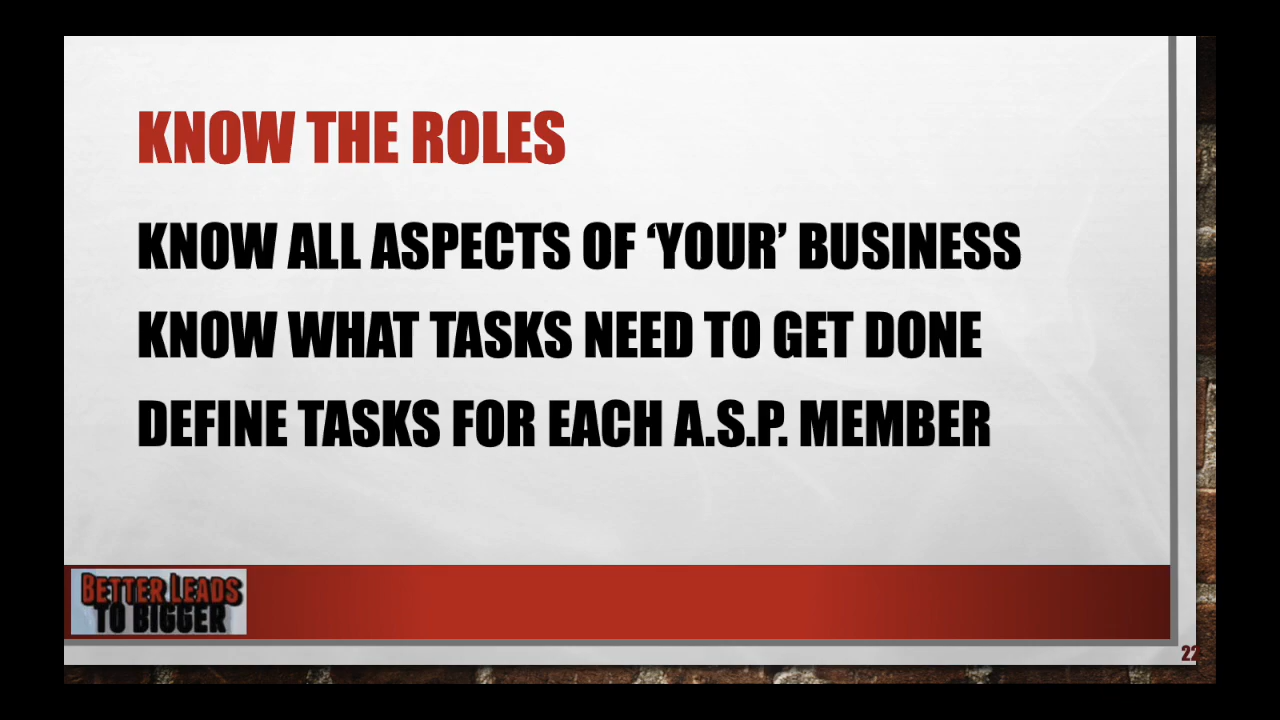 KNOW THE ROLES
KNOW ALL ASPECTS OF ‘YOUR’ BUSINESS
KNOW WHAT TASKS NEED TO GET DONE
DEFINE TASKS FOR EACH A.S.P. MEMBER
BETTER LEADS
TO BIGGER
22